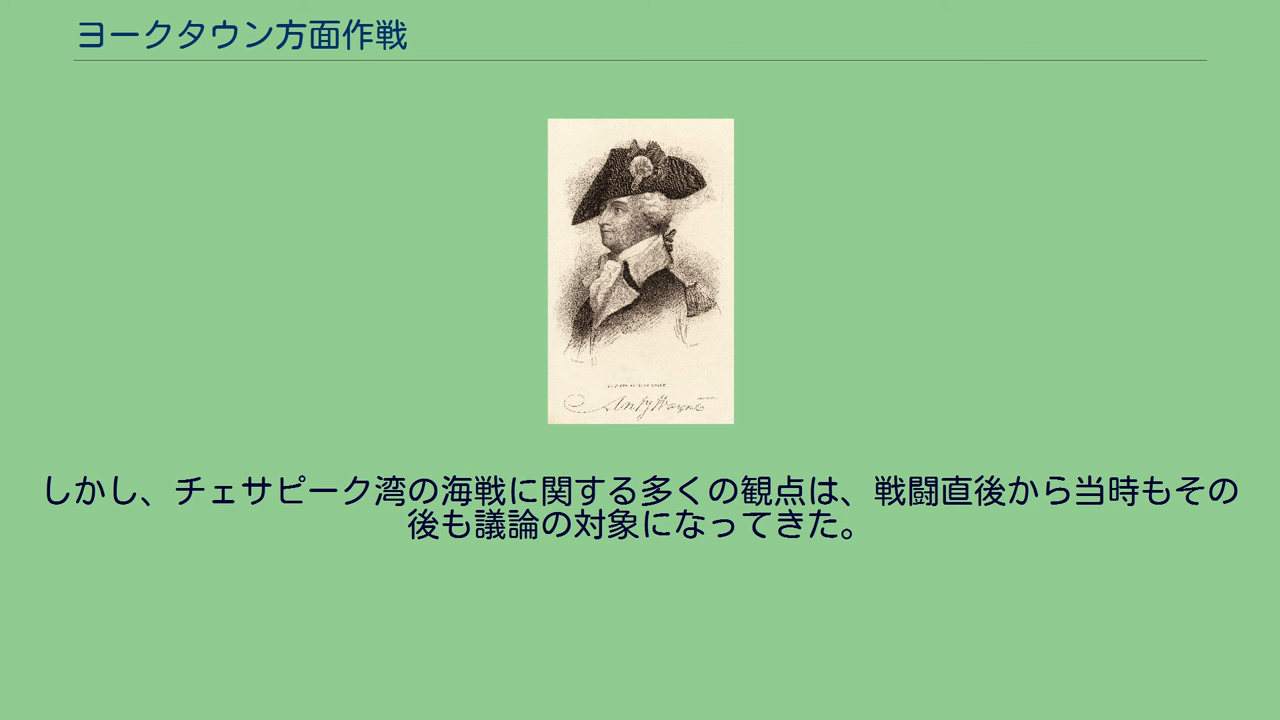 ヨークタウン方面作戦
Anty Wayne
しかし、チェサピーク湾の海戦に関する多くの観点は、戦闘直後から当時もその
後も議論の対象になってきた。